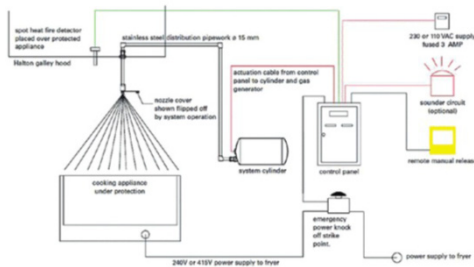 spot heat fire detector
placed over protected
appliance
Halton galley hood
stainless steel distribution pipework ø 15 mm
230 or 110 VAC supply
fused 3 AMP
actuation cable from control
panel to cylinder and gas
generator
nozzle cover
shown flipped off
by system operation
sounder circuit
(optional)
system cylinder
control panel
remote manual release
cooking appliance
under protection
emergency
power knock
off strike
point.
240V or 415V power supply to fryer
power supply to fryer